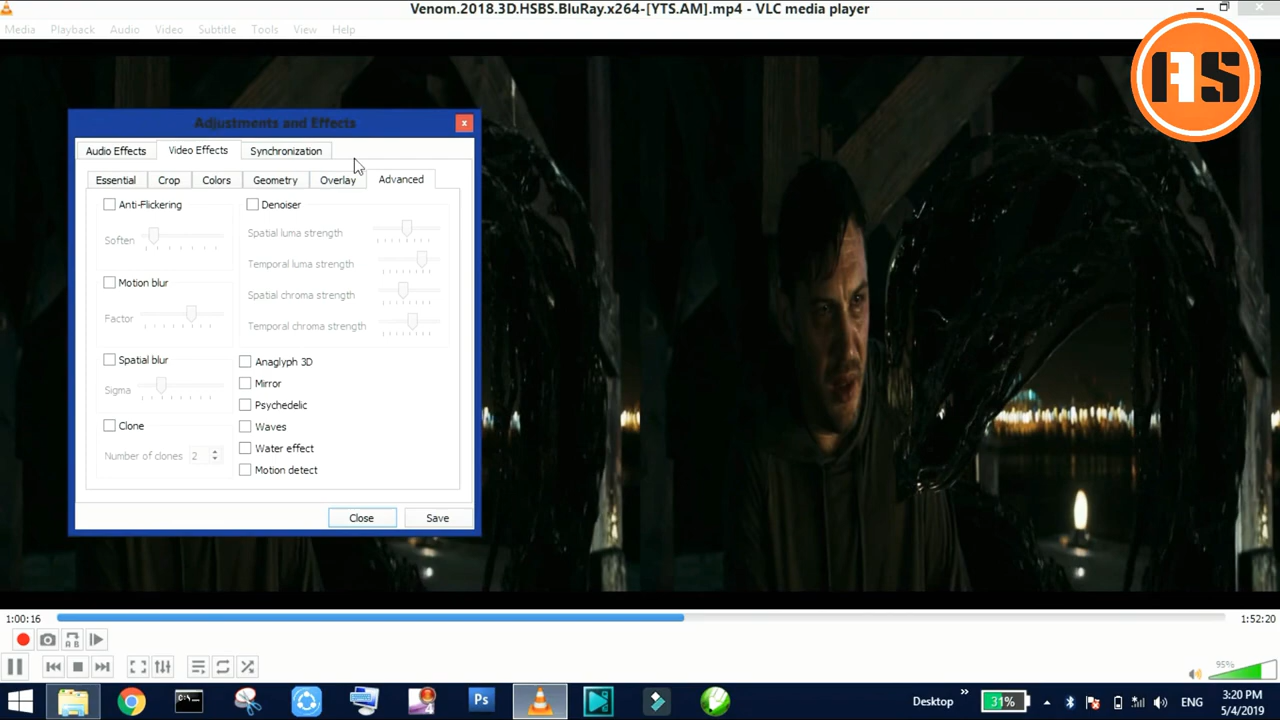 Venom.2018.3D.HSBS.BluRay.x264-[YTS.AM].mp4 - VLC media player
Media Playback Audio Video Subtitle Tools View Help
AS
Adjustments and Effects
Audio Effects Video Effects Synchronization
Essential Crop Colors Geometry Overlay Advanced
Anti-Flickering Denoiser
Soften Spatial luma strength
Temporal luma strength
Motion blur Spatial chroma strength
Factor Temporal chroma strength
Spatial blur Anaglyph 3D
Sigma Mirror
Psychedelic
Clone Waves
Number of clones 2 Water effect
Motion detect
Close Save
1:00:16 1:52:20
95%
Ps Desktop 31% ENG 3:20 PM
5/4/2019